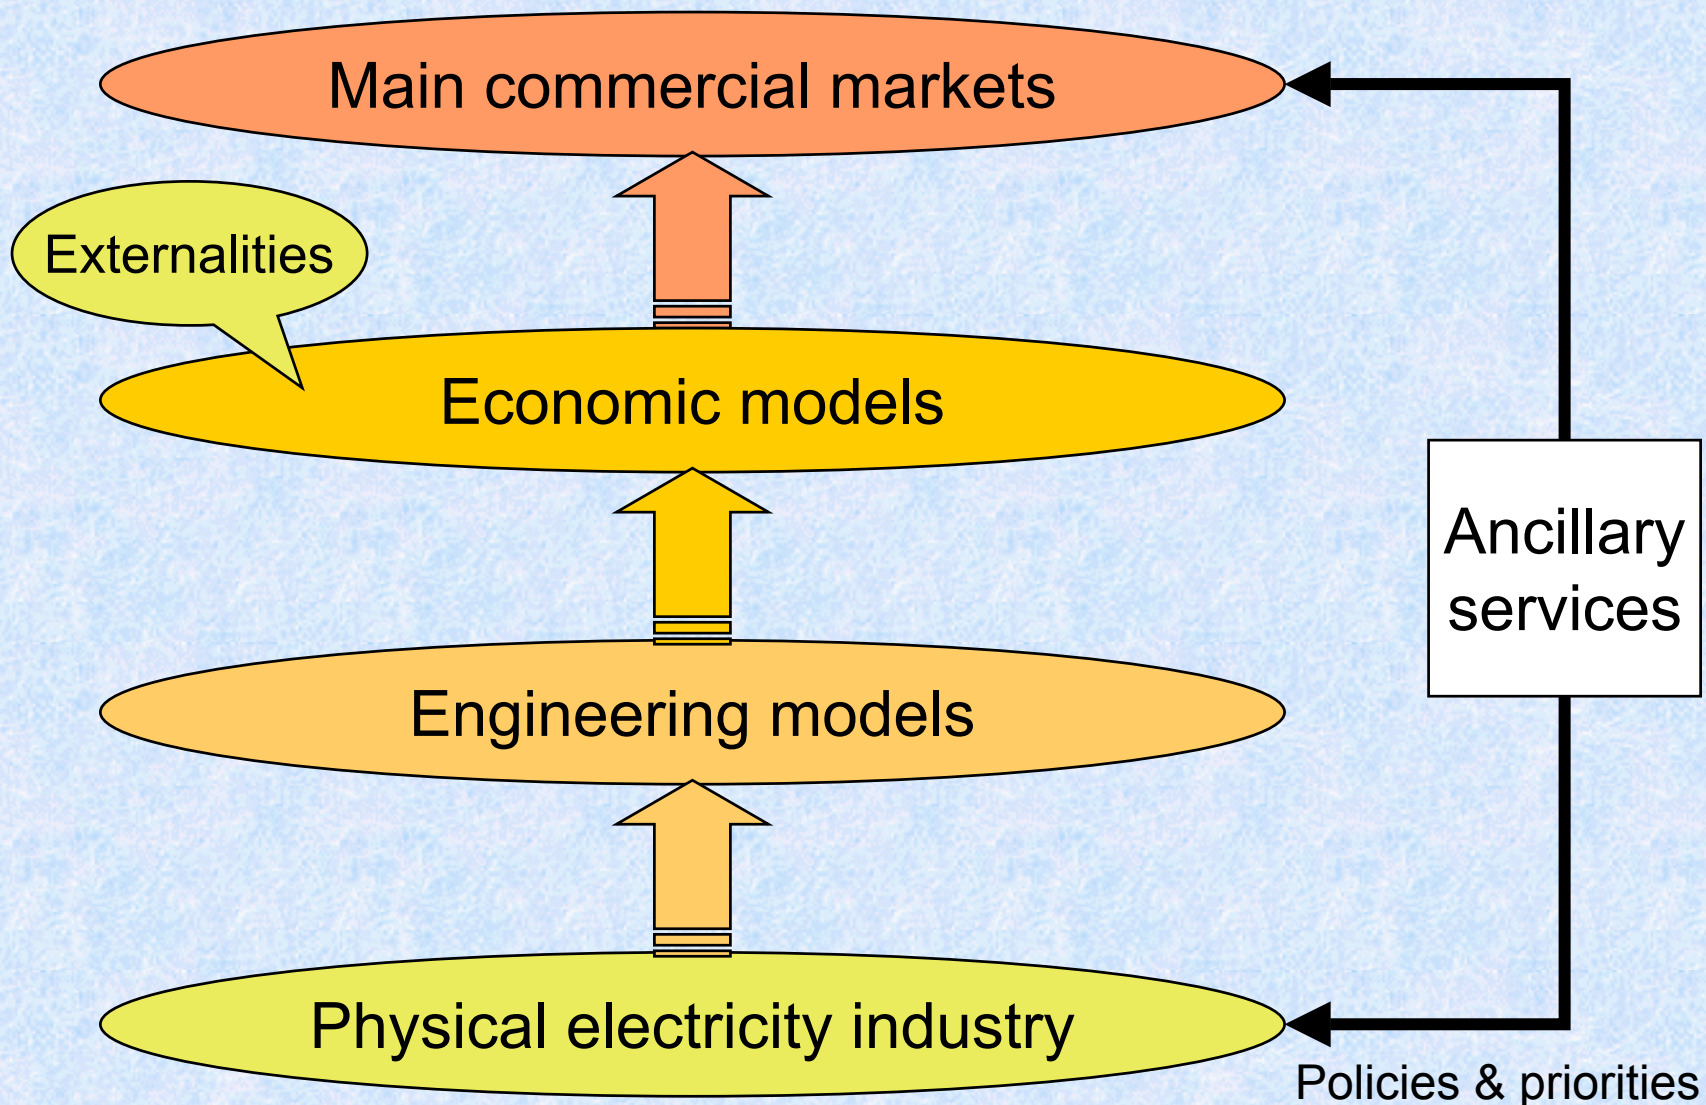 Main commercial markets
Externalities
Economic models
Ancillary
services
Engineering models
Physical electricity industry
Policies & priorities